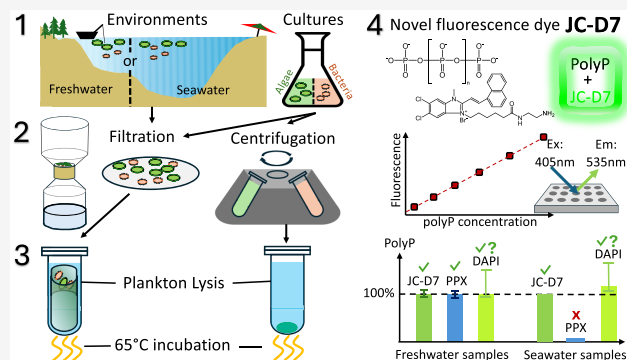 1
Environments
Cultures
or
Freshwater
Seawater
Algae
Bacteria
2
Filtration
Centrifugation
3
Plankton Lysis
65°C incubation
4 Novel fluorescence dye JC-D7
PolyP
+
JC-D7
Fluorescence
polyP concentration
Ex:
405nm
Em:
535nm
PolyP
100%
✓ ✓ ✓?
JC-D7 PPX DAPI
✓ x ✓?
JC-D7 PPX DAPI
Freshwater samples
Seewater samples